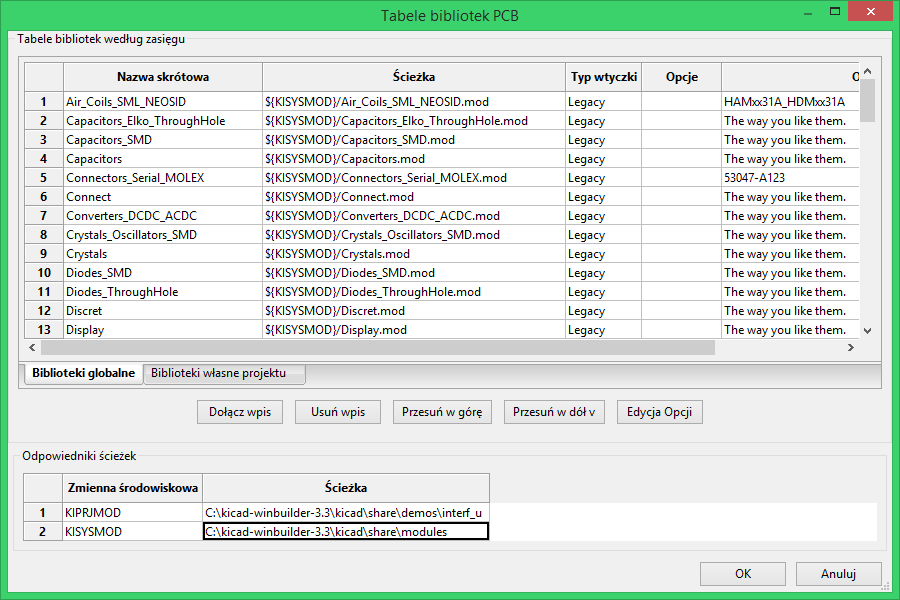 Tabele bibliotek PCB
Tabele bibliotek według zasięgu
Nazwa skrótowa Ścieżka Typ wtyczki Opcje O
1 Air_Coils_SML_NEOSID ${KISYSMOD}/Air_Coils_SML_NEOSID.mod Legacy HAMxx31A_HDMxx31A
2 Capacitors_Elko_ThroughHole ${KISYSMOD}/Capacitors_Elko_ThroughHole.mod Legacy The way you like them.
3 Capacitors_SMD ${KISYSMOD}/Capacitors_SMD.mod Legacy The way you like them.
4 Capacitors ${KISYSMOD}/Capacitors.mod Legacy The way you like them.
5 Connectors_Serial_MOLEX ${KISYSMOD}/Connectors_Serial_MOLEX.mod Legacy 53047-A123
6 Connect ${KISYSMOD}/Connect.mod Legacy The way you like them.
7 Converters_DCDC_ACDC ${KISYSMOD}/Converters_DCDC_ACDC.mod Legacy The way you like them.
8 Crystals_Oscillators_SMD ${KISYSMOD}/Crystals_Oscillators_SMD.mod Legacy The way you like them.
9 Crystals ${KISYSMOD}/Crystals.mod Legacy The way you like them.
10 Diodes_SMD ${KISYSMOD}/Diodes_SMD.mod Legacy The way you like them.
11 Diodes_ThroughHole ${KISYSMOD}/Diodes_ThroughHole.mod Legacy The way you like them.
12 Discret ${KISYSMOD}/Discret.mod Legacy The way you like them.
13 Display ${KISYSMOD}/Display.mod Legacy The way you like them.
Biblioteki globalne Biblioteki własne projektu
Dołącz wpis Usuń wpis Przesuń w górę Przesuń w dół v Edycja Opcji
Odpowiedniki ścieżek
Zmienna środowiskowa Ścieżka
1 KIPRJMOD C:\kicad-winbuilder-3.3\kicad\share\demos\interf_u
2 KISYSMOD C:\kicad-winbuilder-3.3\kicad\share\modules
OK Anuluj